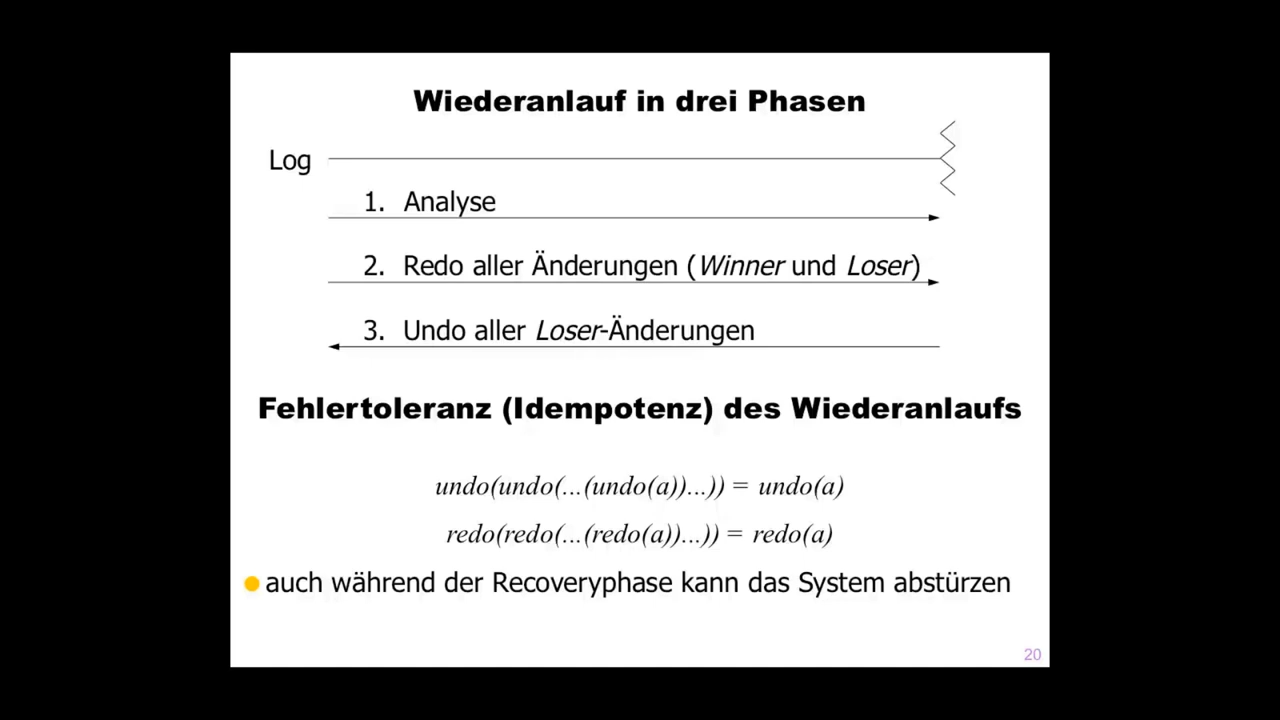 Wiederanlauf in drei Phasen
Log
1. Analyse
2. Redo aller Änderungen (Winner und Loser)
3. Undo aller Loser-Änderungen
Fehlertoleranz (Idempotenz) des Wiederanlaufs
undo(undo(...(undo(a))...)) = undo(a)
redo(redo(...(redo(a))...)) = redo(a)
auch während der Recoveryphase kann das System abstürzen
20